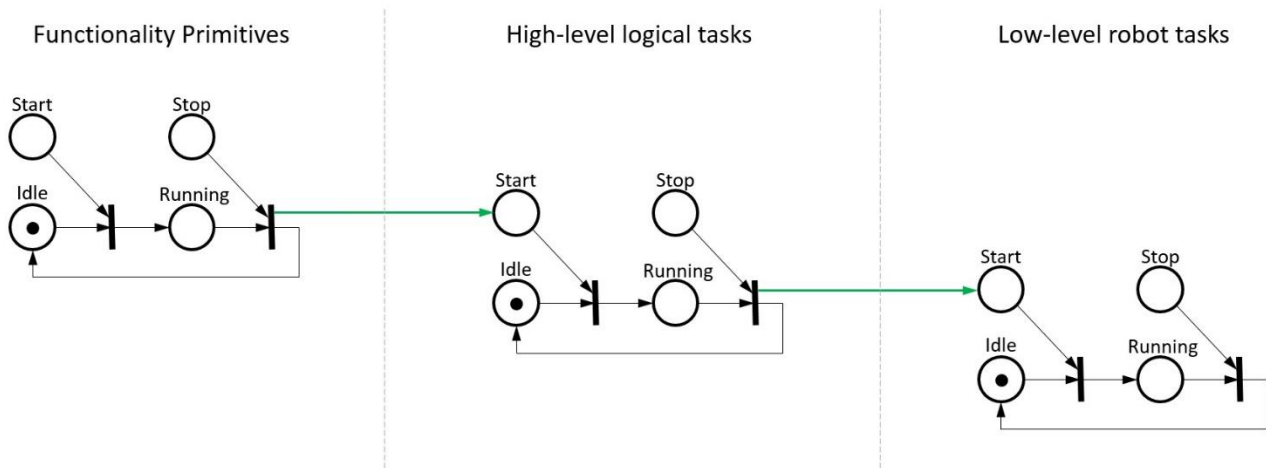 Functionality Primitives
High-level logical tasks
Low-level robot tasks
Start
Stop
Idle
Running
Start
Stop
Idle
Running
Start
Stop
Idle
Running